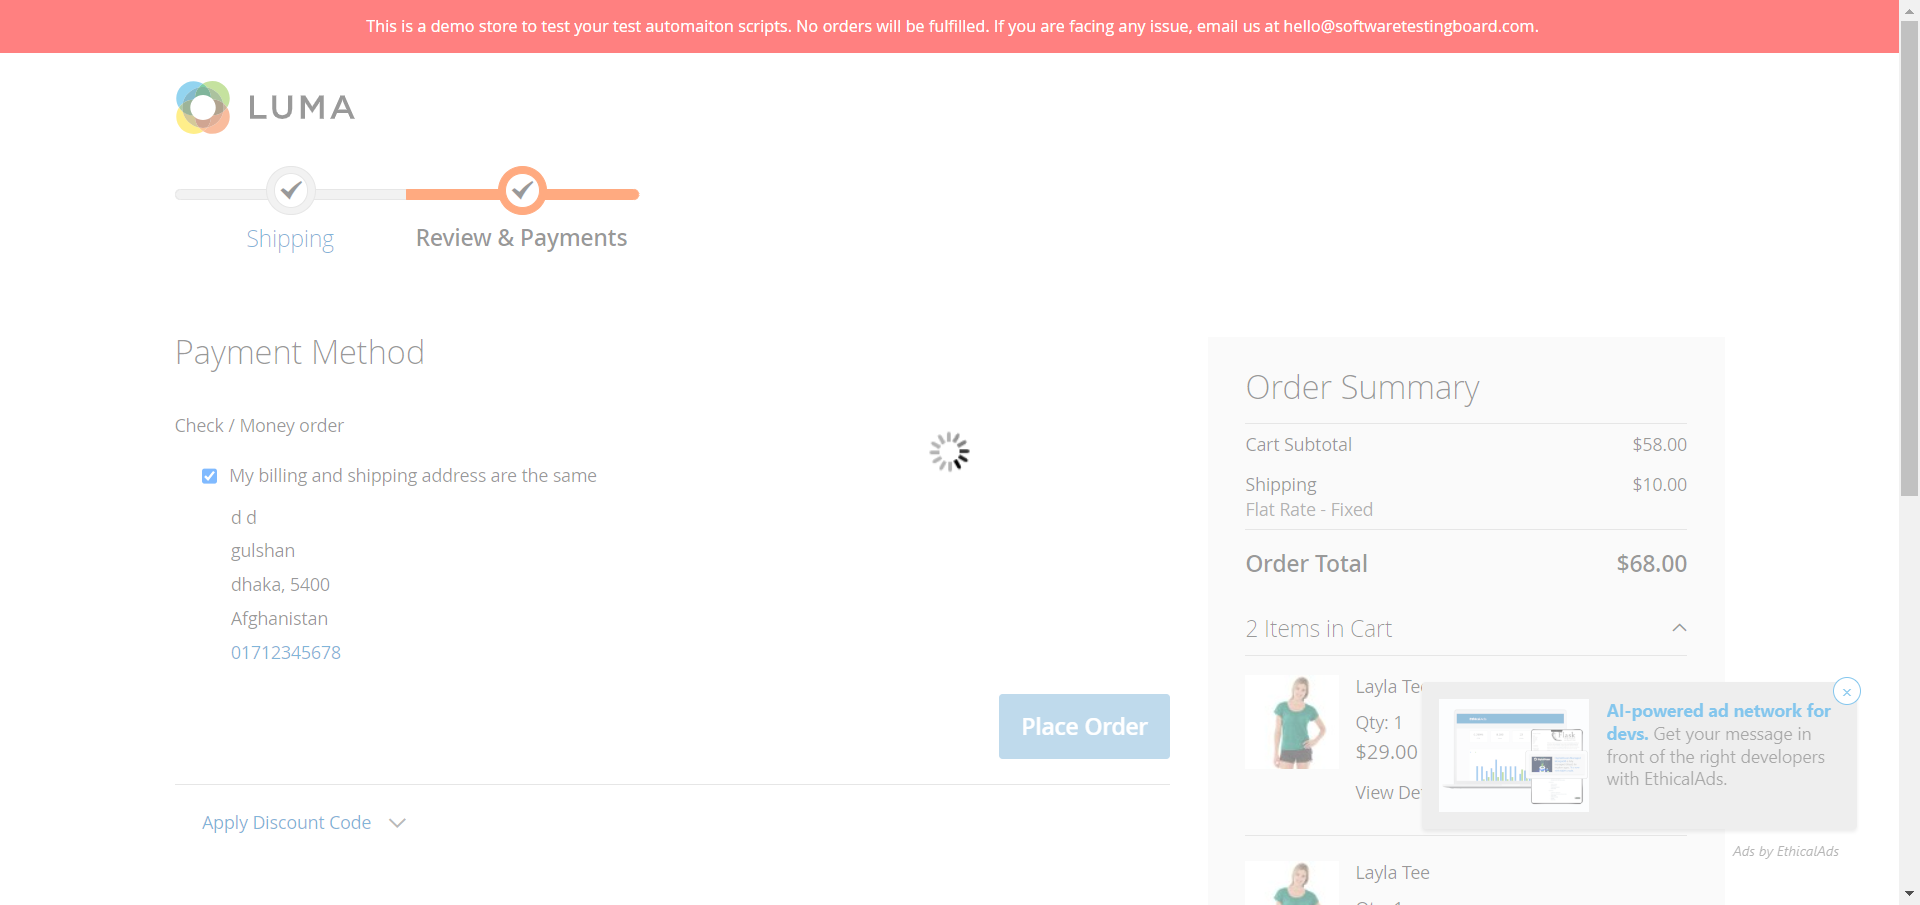 This is a demo store to test your test automaiton scripts. No orders will be fulfilled. If you are facing any issue, email us at hello@softwaretestingboard.com.
LUMA
Shipping
Review & Payments
Payment Method
Check / Money order
My billing and shipping address are the same
d d
gulshan
dhaka, 5400
Afghanistan
01712345678
Place Order
Apply Discount Code
Order Summary
Cart Subtotal $58.00
Shipping $10.00
Flat Rate - Fixed
Order Total $68.00
2 Items in Cart
Layla Tee
Qty: 1
$29.00
View De
AI-powered ad network for
devs. Get your message in
front of the right developers
with EthicalAds.
Ads by EthicalAds
Layla Tee